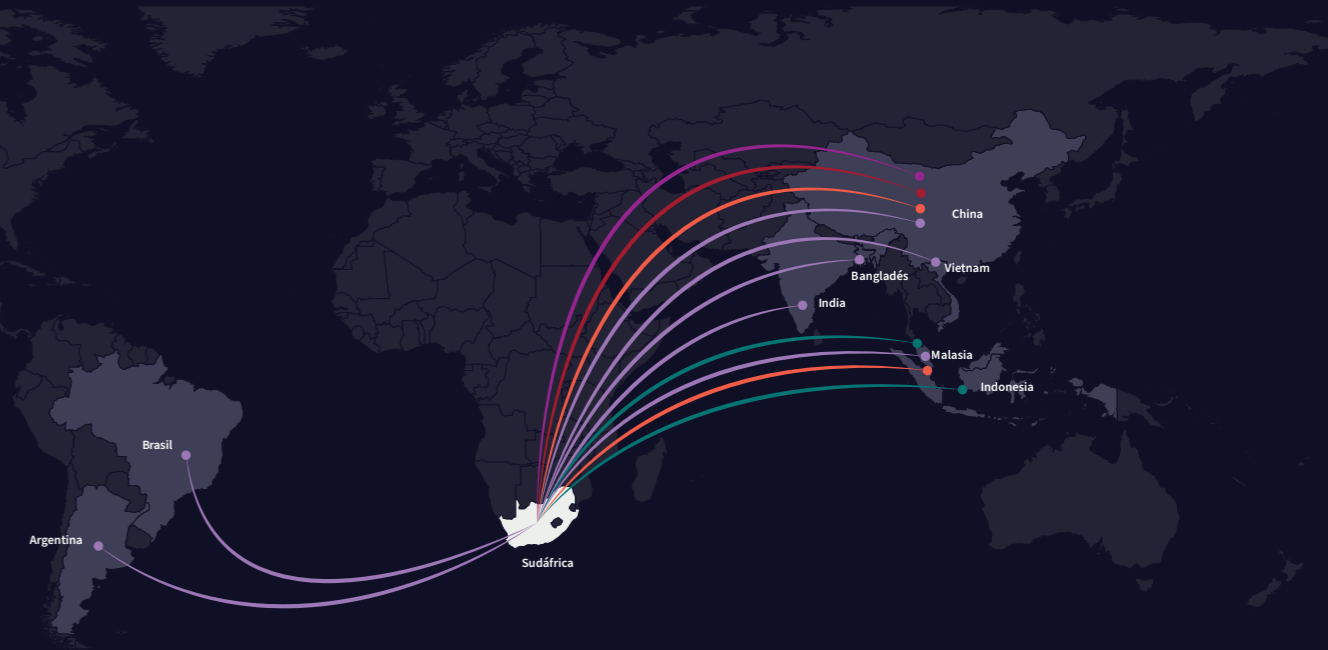 China
Vietnam
Bangladés
India
Malasia
Indonesia
Brasil
Argentina
Sudáfrica